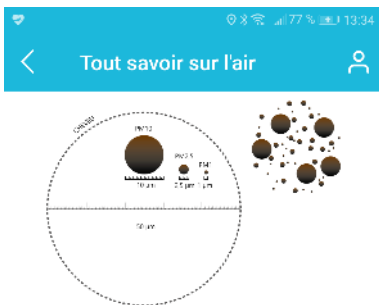 77 % 13:34
Tout savoir sur l'air
CHEVEU
PM10
PM2.5
PM1
10 µm 2.5 µm 1 µm
50 µm